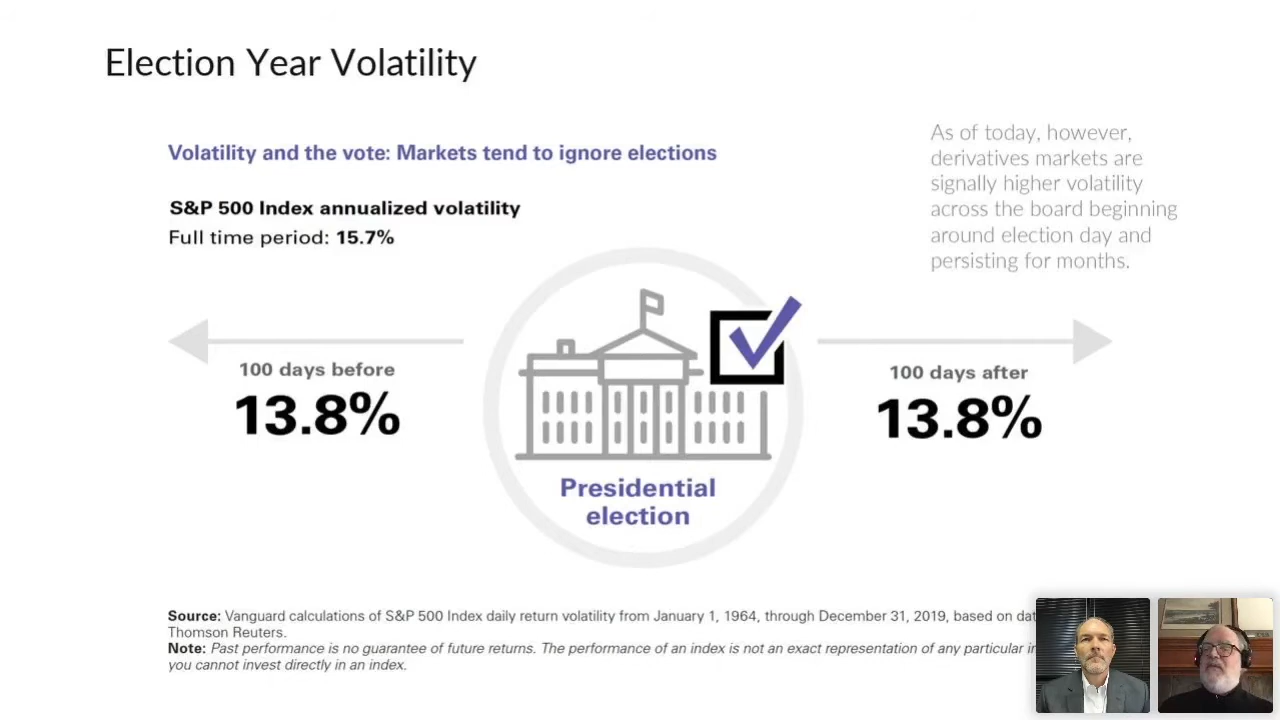 Election Year Volatility
Volatility and the vote: Markets tend to ignore elections
As of today, however,
derivatives markets are
signally higher volatility
across the board beginning
around election day and
persisting for months.
S&P 500 Index annualized volatility
Full time period: 15.7%
100 days before
13.8%
100 days after
13.8%
Presidential
election
Source: Vanguard calculations of S&P 500 Index daily return volatility from January 1, 1964, through December 31, 2019, based on
Thomson Reuters.
Note: Past performance is no guarantee of future returns. The performance of an index is not an exact representation of any particular
you cannot invest directly in an index.